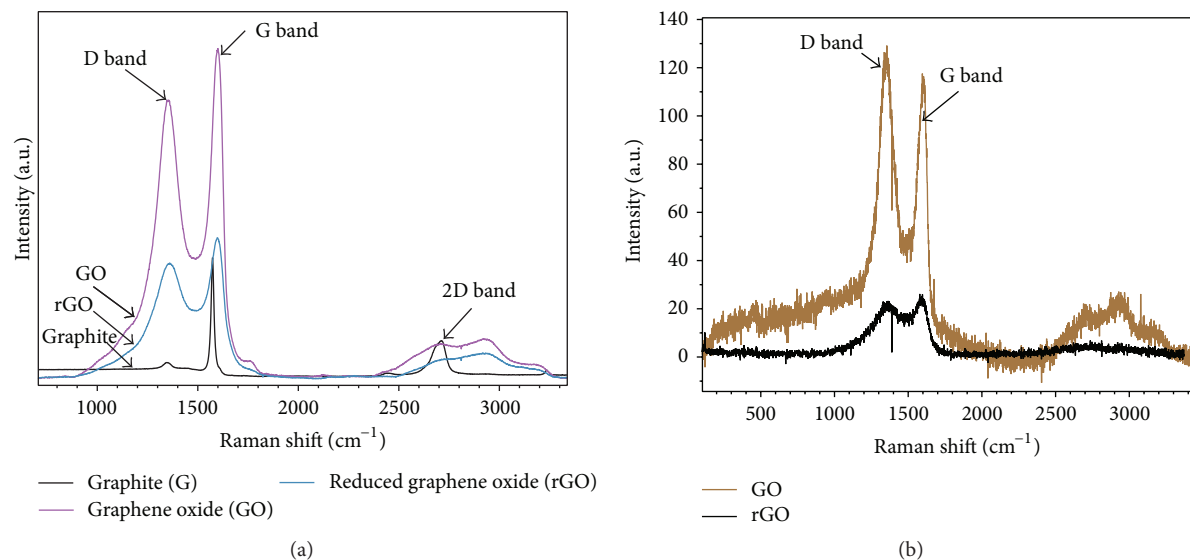 G band
D band
GO
rGO
Graphite
2D band
Intensity (a.u.)
1000 1500 2000 2500 3000
Raman shift (cm⁻¹)
Graphite (G)
Graphene oxide (GO)
Reduced graphene oxide (rGO)
(a)
140
120
100
80
60
40
20
0
D band
G band
Intensity (a.u.)
500 1000 1500 2000 2500 3000
Raman shift (cm⁻¹)
GO
rGO
(b)